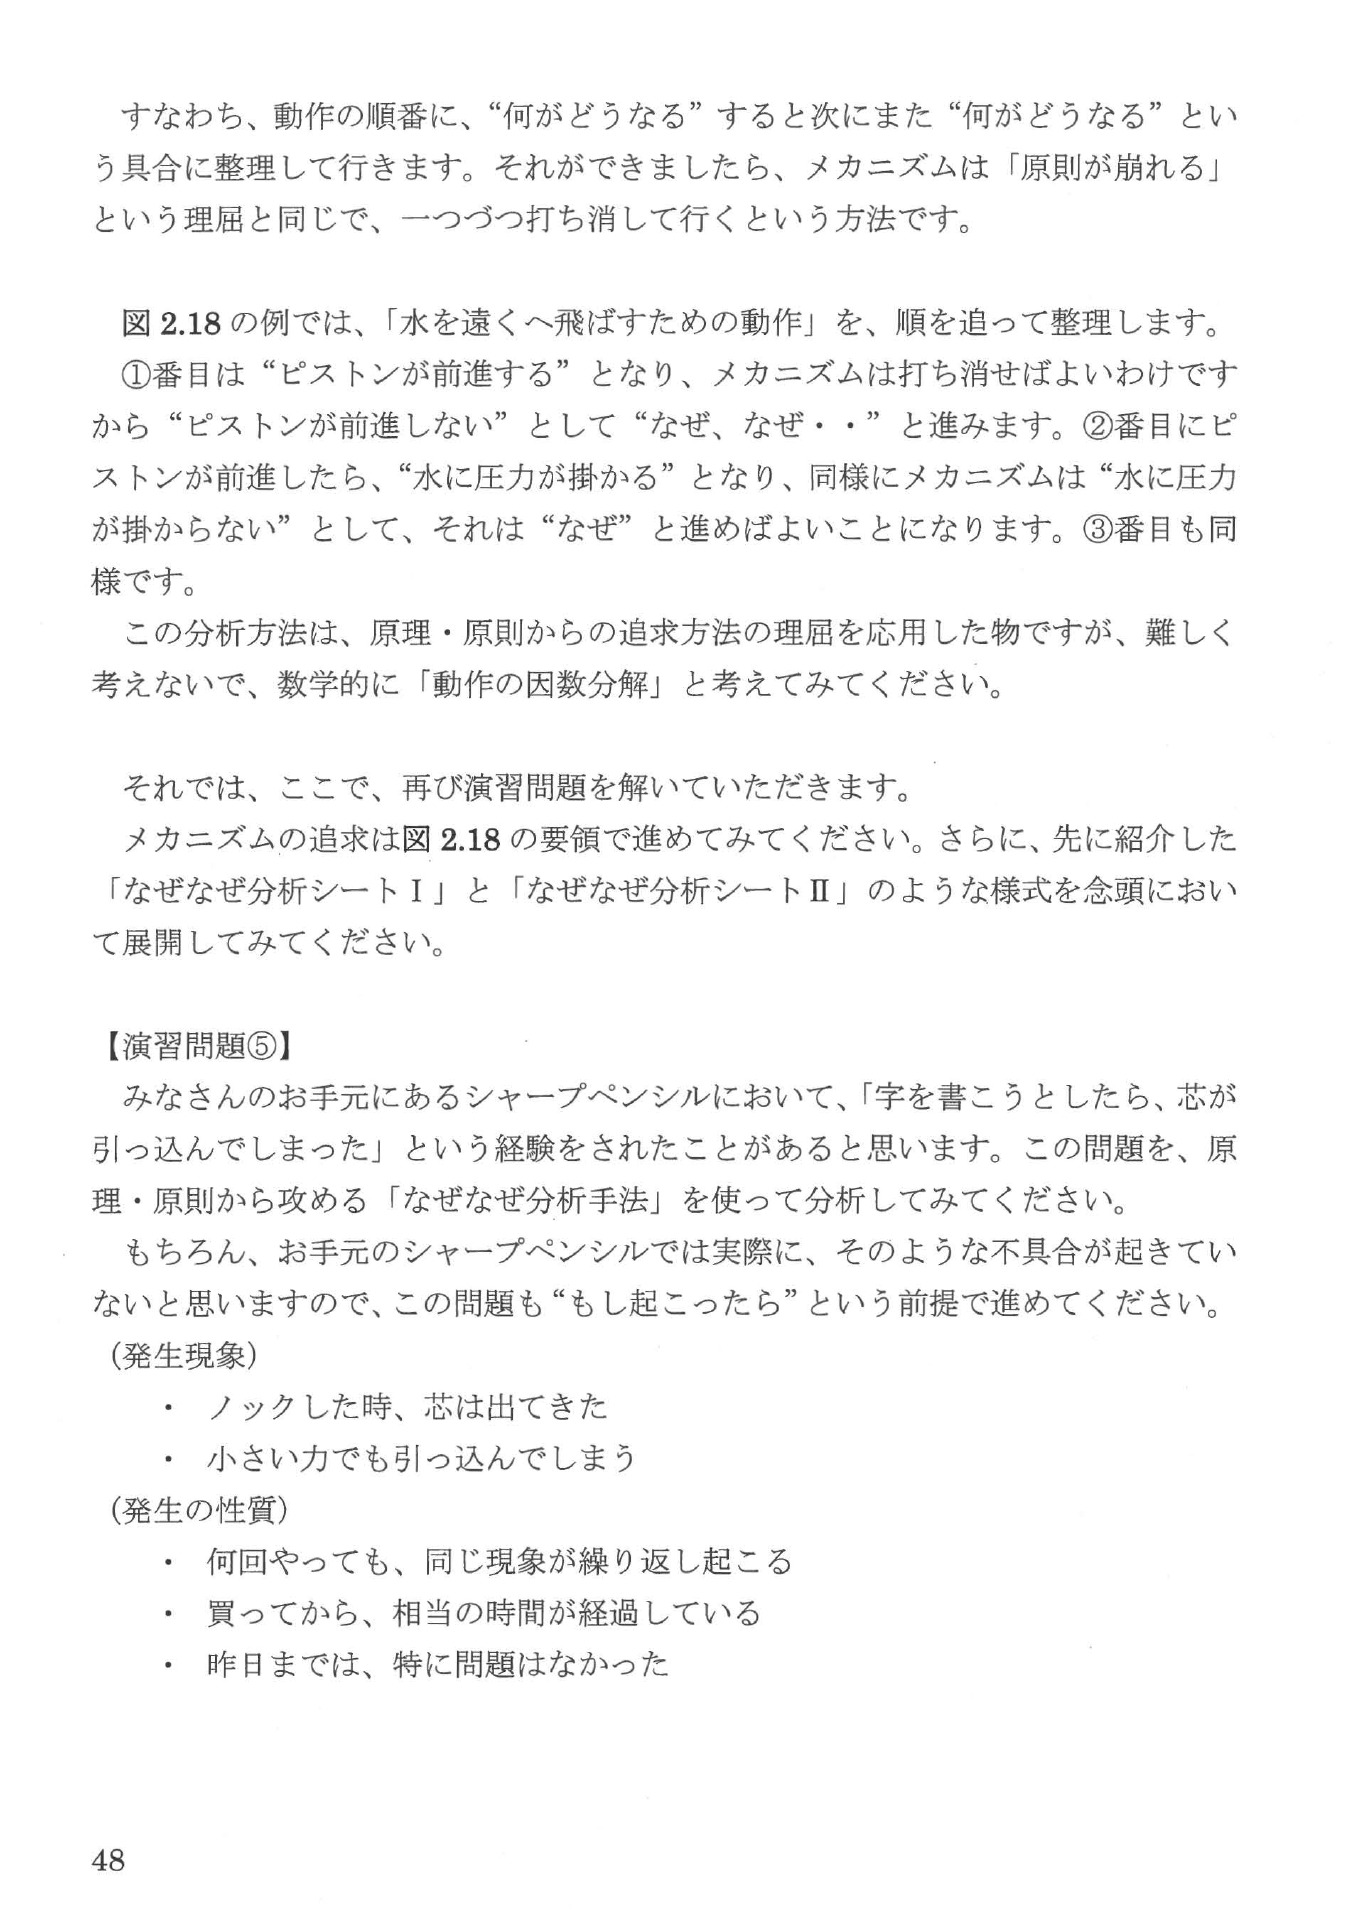 すなわち、動作の順番に、“何がどうなる” すると次にまた “何がどうなる” とい
う具合に整理して行きます。それができましたら、メカニズムは「原則が崩れる」
という理屈と同じで、一つづつ打ち消して行くという方法です。
図 2.18 の例では、「水を遠くへ飛ばすための動作」を、順を追って整理します。
①番目は “ピストンが前進する” となり、メカニズムは打ち消せばよいわけです
から “ピストンが前進しない” として “なぜ、なぜ・・” と進みます。②番目にピ
ストンが前進したら、“水に圧力が掛かる” となり、同様にメカニズムは “水に圧力
が掛からない” として、それは “なぜ” と進めばよいことになります。③番目も同
様です。
この分析方法は、原理・原則からの追求方法の理屈を応用した物ですが、難しく
考えないで、数学的に「動作の因数分解」と考えてみてください。
それでは、ここで、再び演習問題を解いていただきます。
メカニズムの追求は図 2.18 の要領で進めてみてください。さらに、先に紹介した
「なぜなぜ分析シートⅠ」と「なぜなぜ分析シートⅡ」のような様式を念頭におい
て展開してみてください。
【演習問題⑤】
みなさんのお手元にあるシャープペンシルにおいて、「字を書こうとしたら、芯が
引っ込んでしまった」という経験をされたことがあると思います。この問題を、原
理・原則から攻める「なぜなぜ分析手法」を使って分析してみてください。
もちろん、お手元のシャープペンシルでは実際に、そのような不具合が起きてい
ないと思いますので、この問題も “もし起こったら” という前提で進めてください。
（発生現象）
・ ノックした時、芯は出てきた
・ 小さい力でも引っ込んでしまう
（発生の性質）
・ 何回やっても、同じ現象が繰り返し起こる
・ 買ってから、相当の時間が経過している
・ 昨日までは、特に問題はなかった
48